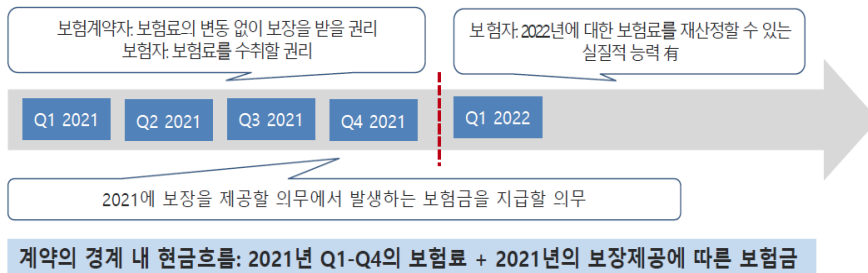 보험계약자: 보험료의 변동 없이 보장을 받을 권리
보험자: 보험료를 수취할 권리
보험자: 2022년에 대한 보험료를 재산정할 수 있는
실질적 능력 有
Q1 2021
Q2 2021
Q3 2021
Q4 2021
Q1 2022
2021에 보장을 제공할 의무에서 발생하는 보험금을 지급할 의무
계약의 경계 내 현금흐름: 2021년 Q1-Q4의 보험료 + 2021년의 보장제공에 따른 보험금